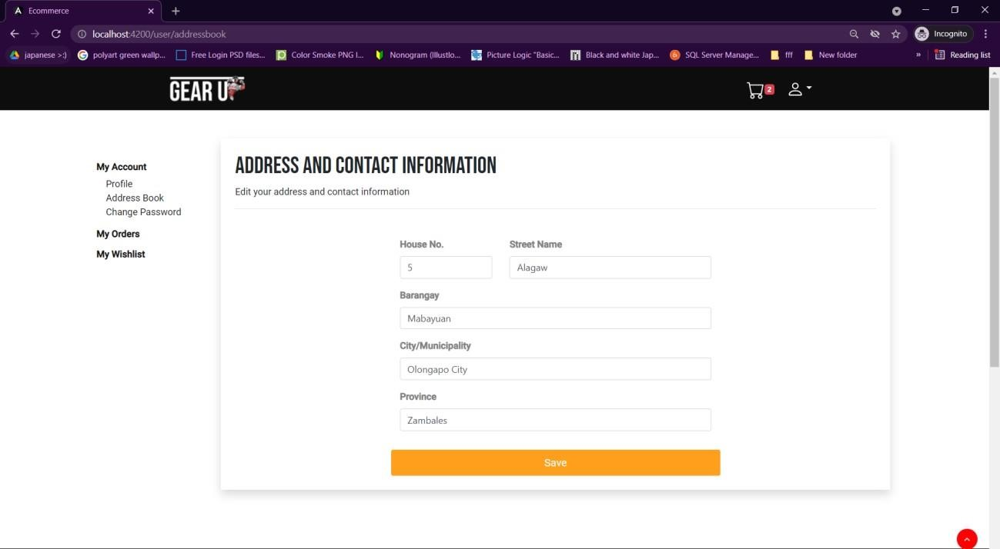 Ecommerce
localhost:4200/user/addressbook
Incognito
japanese >:)
polyart green wallp...
Free Login PSD files...
Color Smoke PNG I...
Nonogram (Illustlo...
Picture Logic "Basic...
Black and white Jap...
SQL Server Manage...
fff
New folder
»
Reading list
GEAR UP
2
My Account
Profile
Address Book
Change Password
My Orders
My Wishlist
ADDRESS AND CONTACT INFORMATION
Edit your address and contact information
House No.
Street Name
5
Alagaw
Barangay
Mabayuan
City/Municipality
Olongapo City
Province
Zambales
Save